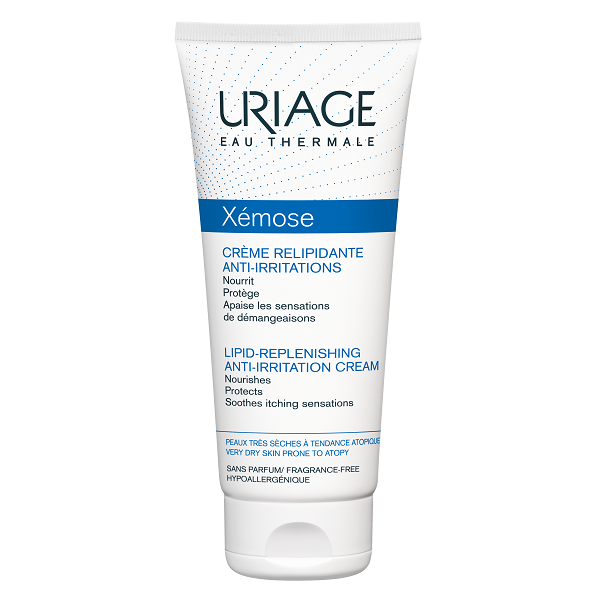 URIAGE
EAU THERMALE
Xémose
CRÈME RELIPIDANTE
ANTI-IRRITATIONS
Nourrit
Protège
Apaise les sensations
de démangeaisons
LIPID-REPLENISHING
ANTI-IRRITATION CREAM
Nourishes
Protects
Soothes itching sensations
PEAUX TRÈS SÈCHES À TENDANCE ATOPIQUE
VERY DRY SKIN PRONE TO ATOPY
SANS PARFUM/ FRAGRANCE-FREE
HYPOALLERGÉNIQUE